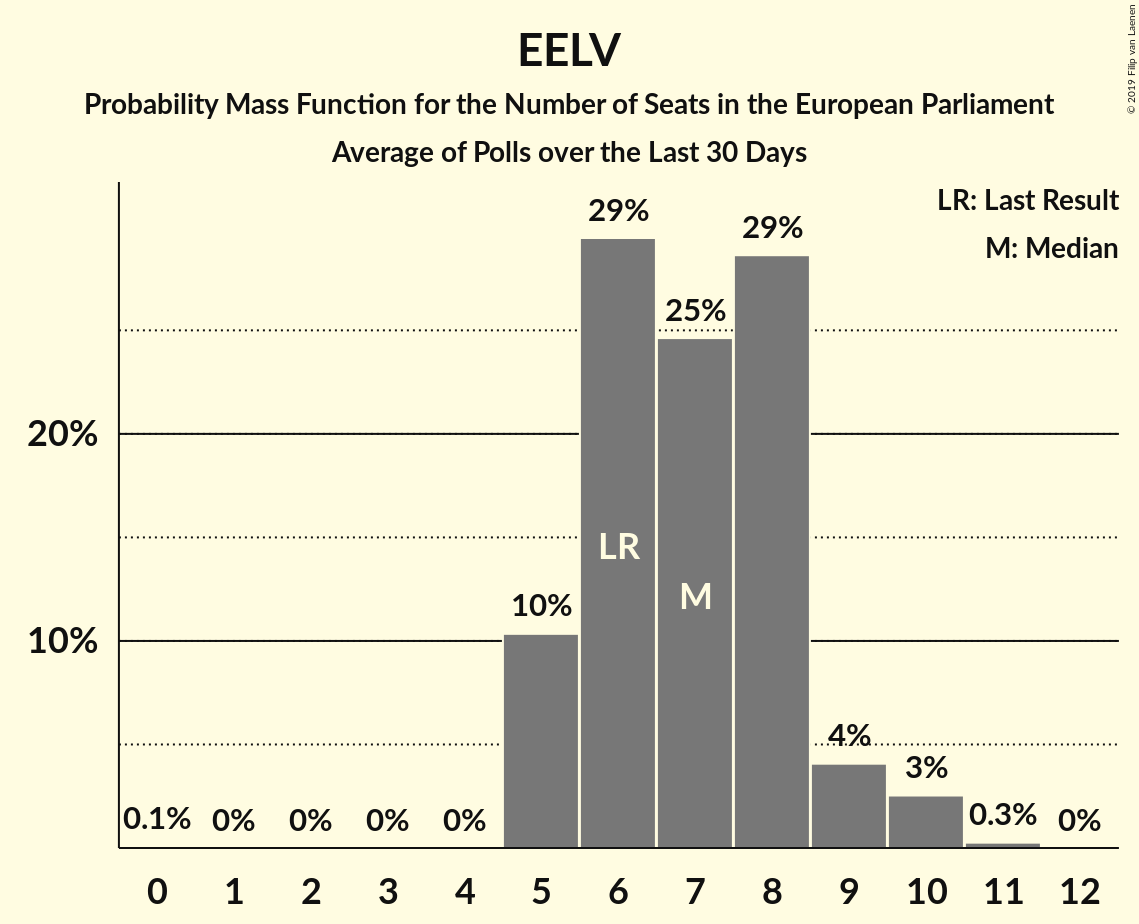 EELV
Probability Mass Function for the Number of Seats in the European Parliament
Average of Polls over the Last 30 Days
© 2019 Filip van Laenen
LR: Last Result
M: Median
29%
29%
25%
20%
LR
M
10%
10%
4%
3%
0.1% 0% 0% 0% 0% 0.3% 0%
0 1 2 3 4 5 6 7 8 9 10 11 12